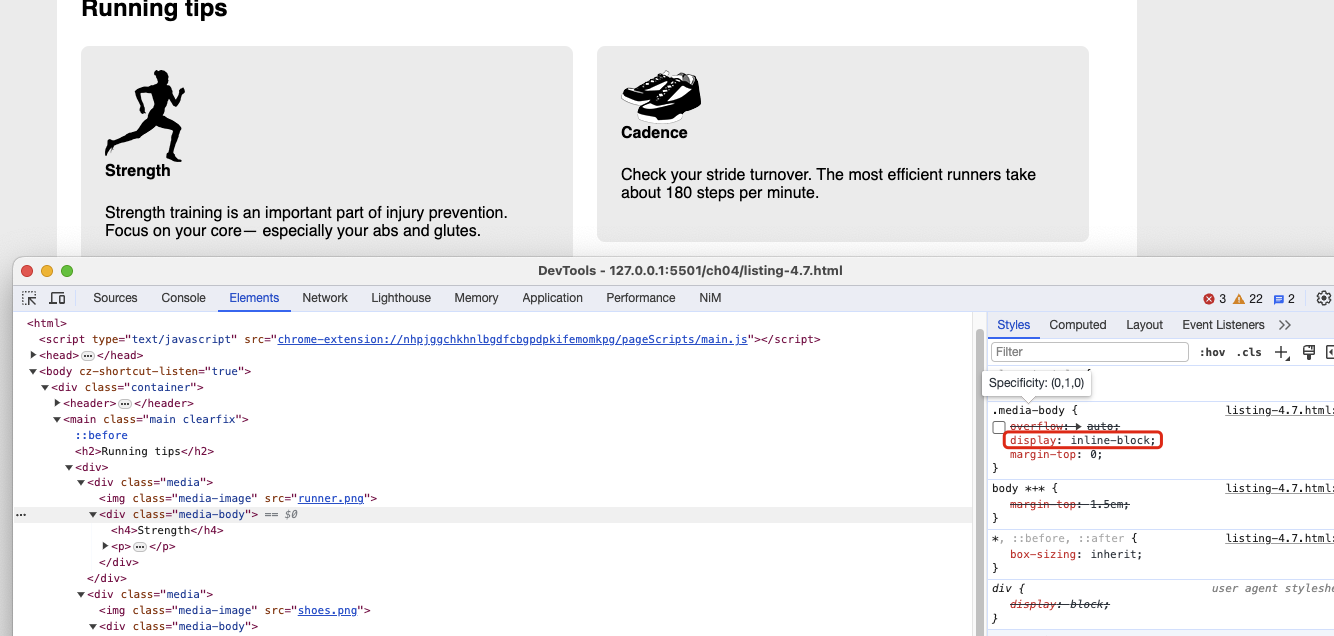 Running tips
Strength
Strength training is an important part of injury prevention.
Focus on your core— especially your abs and glutes.
Cadence
Check your stride turnover. The most efficient runners take
about 180 steps per minute.
DevTools - 127.0.0.1:5501/ch04/listing-4.7.html
Sources Console Elements Network Lighthouse Memory Application Performance NiM 3 22 2
<html>
<script type="text/javascript" src="chrome-extension://nhpjggchkhnlbgdfcbgpdpkifemomkpg/pageScripts/main.js"></script>
<head> ⋯ </head>
<body cz-shortcut-listen="true">
<div class="container">
<header> ⋯ </header>
<main class="main clearfix">
::before
<h2>Running tips</h2>
<div>
<div class="media">
<img class="media-image" src="runner.png">
<div class="media-body"> == $0
<h4>Strength</h4>
<p> ⋯ </p>
</div>
</div>
<div class="media">
<img class="media-image" src="shoes.png">
<div class="media-body">
Styles Computed Layout Event Listeners
Filter :hov .cls
Specificity: (0,1,0)
.media-body { listing-4.7.html:
overflow: auto;
display: inline-block;
margin-top: 0;
}
body *+* { listing-4.7.html:
margin-top: 1.5em;
}
*, ::before, ::after { listing-4.7.html:
box-sizing: inherit;
}
div { user agent styleshe
display: block;
}